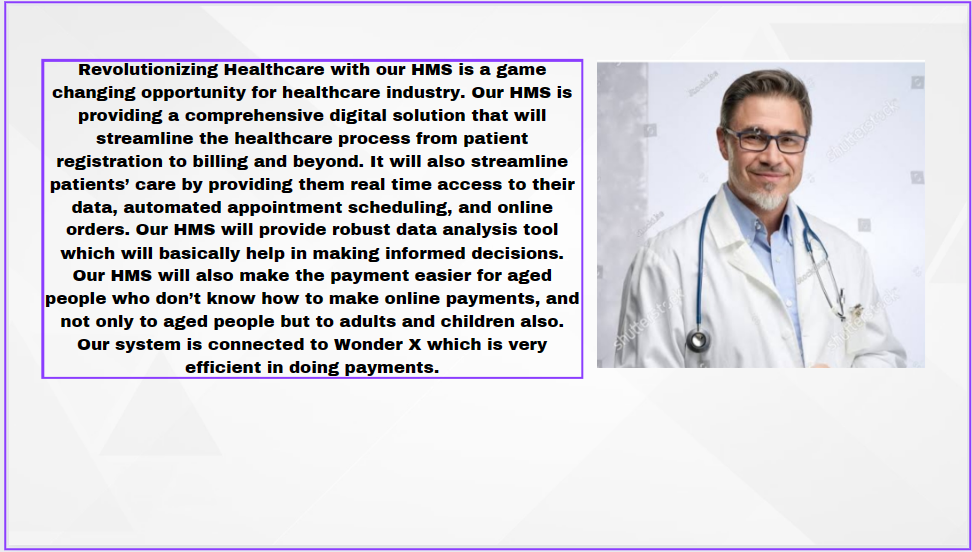 Revolutionizing Healthcare with our HMS is a game
changing opportunity for healthcare industry. Our HMS is
providing a comprehensive digital solution that will
streamline the healthcare process from patient
registration to billing and beyond. It will also streamline
patients’ care by providing them real time access to their
data, automated appointment scheduling, and online
orders. Our HMS will provide robust data analysis tool
which will basically help in making informed decisions.
Our HMS will also make the payment easier for aged
people who don’t know how to make online payments, and
not only to aged people but to adults and children also.
Our system is connected to Wonder X which is very
efficient in doing payments.
shutterstock
shutterstock